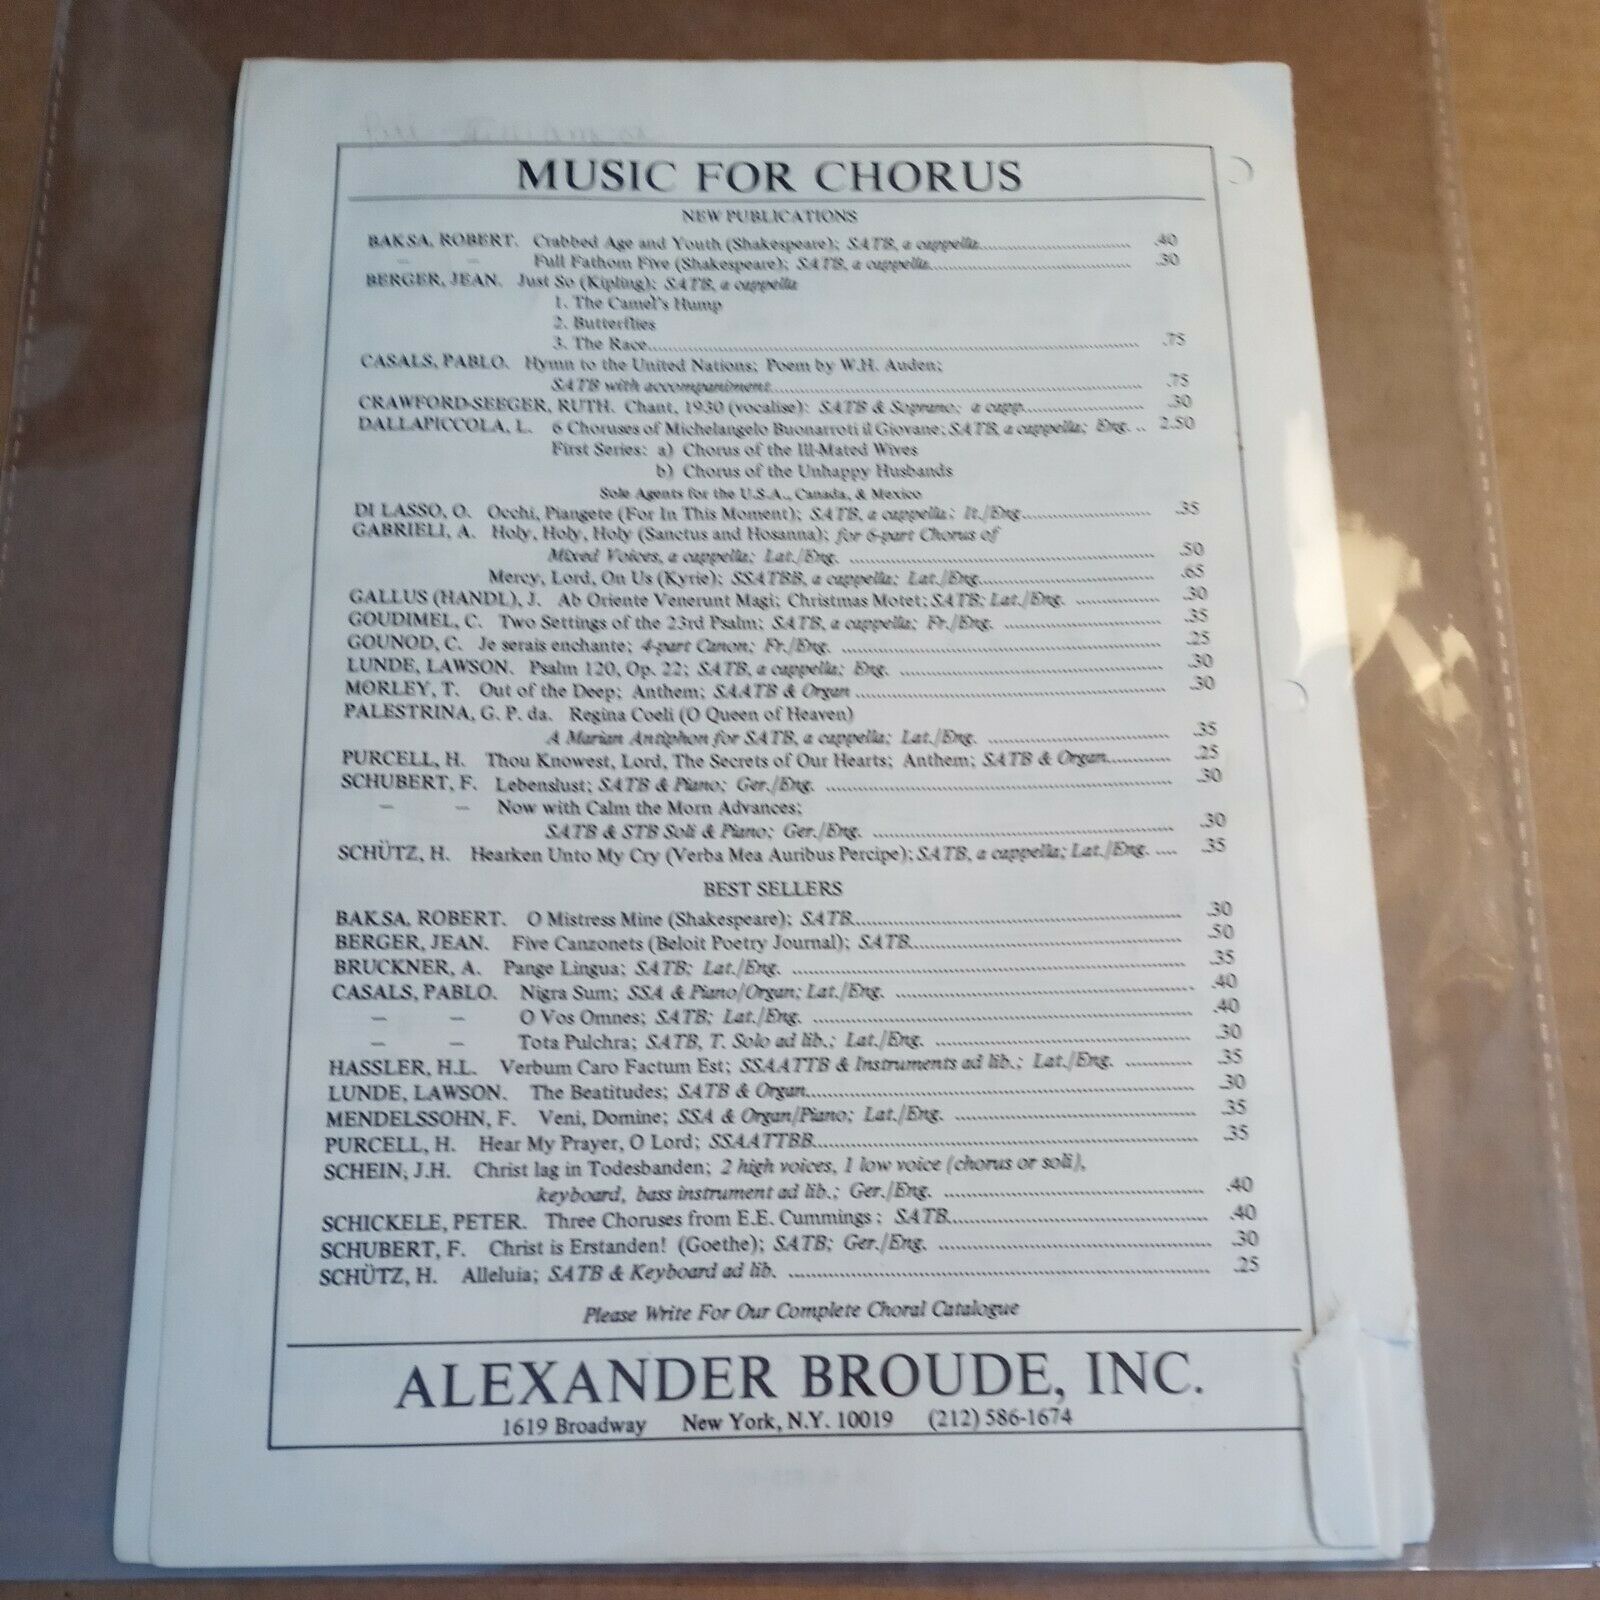 MUSIC FOR CHORUS
NEW PUBLICATIONS
BAKSA, ROBERT. Crabbed Age and Youth (Shakespeare); SATB, a cappella .40
— — Full Fathom Five (Shakespeare); SATB, a cappella .30
BERGER, JEAN. Just So (Kipling); SATB, a cappella
1. The Camel's Hump
2. Butterflies
3. The Race .75
CASALS, PABLO. Hymn to the United Nations; Poem by W.H. Auden;
SATB with accompaniment .75
CRAWFORD-SEEGER, RUTH. Chant, 1930 (vocalise): SATB & Soprano; a capp. .30
DALLAPICCOLA, L. 6 Choruses of Michelangelo Buonarroti il Giovane; SATB, a cappella; Eng. .. 2.50
First Series: a) Chorus of the Ill-Mated Wives
b) Chorus of the Unhappy Husbands
Sole Agents for the U.S.A., Canada, & Mexico
DI LASSO, O. Occhi, Piangete (For In This Moment); SATB, a cappella; It./Eng. .35
GABRIELI, A. Holy, Holy, Holy (Sanctus and Hosanna); for 6-part Chorus of
Mixed Voices, a cappella; Lat./Eng. .50
Mercy, Lord, On Us (Kyrie); SSATBB, a cappella; Lat./Eng. .65
GALLUS (HANDL), J. Ab Oriente Venerunt Magi; Christmas Motet; SATB; Lat./Eng. .30
GOUDIMEL, C. Two Settings of the 23rd Psalm; SATB, a cappella; Fr./Eng. .35
GOUNOD, C. Je serais enchante; 4-part Canon; Fr./Eng. .25
LUNDE, LAWSON. Psalm 120, Op. 22; SATB, a cappella; Eng. .30
MORLEY, T. Out of the Deep; Anthem; SAATB & Organ .30
PALESTRINA, G. P. da. Regina Coeli (O Queen of Heaven)
A Marian Antiphon for SATB, a cappella; Lat./Eng. .35
PURCELL, H. Thou Knowest, Lord, The Secrets of Our Hearts; Anthem; SATB & Organ .25
SCHUBERT, F. Lebenslust; SATB & Piano; Ger./Eng. .30
— — Now with Calm the Morn Advances;
SATB & STB Soli & Piano; Ger./Eng. .30
SCHÜTZ, H. Hearken Unto My Cry (Verba Mea Auribus Percipe); SATB, a cappella; Lat./Eng. .... .35
BEST SELLERS
BAKSA, ROBERT. O Mistress Mine (Shakespeare); SATB .30
BERGER, JEAN. Five Canzonets (Beloit Poetry Journal); SATB .50
BRUCKNER, A. Pange Lingua; SATB; Lat./Eng. .35
CASALS, PABLO. Nigra Sum; SSA & Piano/Organ; Lat./Eng. .40
— — O Vos Omnes; SATB; Lat./Eng. .40
— — Tota Pulchra; SATB, T. Solo ad lib.; Lat./Eng. .30
HASSLER, H.L. Verbum Caro Factum Est; SSAATTB & Instruments ad lib.; Lat./Eng. .35
LUNDE, LAWSON. The Beatitudes; SATB & Organ .30
MENDELSSOHN, F. Veni, Domine; SSA & Organ/Piano; Lat./Eng. .35
PURCELL, H. Hear My Prayer, O Lord; SSAATTBB .35
SCHEIN, J.H. Christ lag in Todesbanden; 2 high voices, 1 low voice (chorus or soli),
keyboard, bass instrument ad lib.; Ger./Eng. .40
SCHICKELE, PETER. Three Choruses from E.E. Cummings; SATB .40
SCHUBERT, F. Christ is Erstanden! (Goethe); SATB; Ger./Eng. .30
SCHÜTZ, H. Alleluia; SATB & Keyboard ad lib. .25
Please Write For Our Complete Choral Catalogue
ALEXANDER BROUDE, INC.
1619 Broadway New York, N.Y. 10019 (212) 586-1674